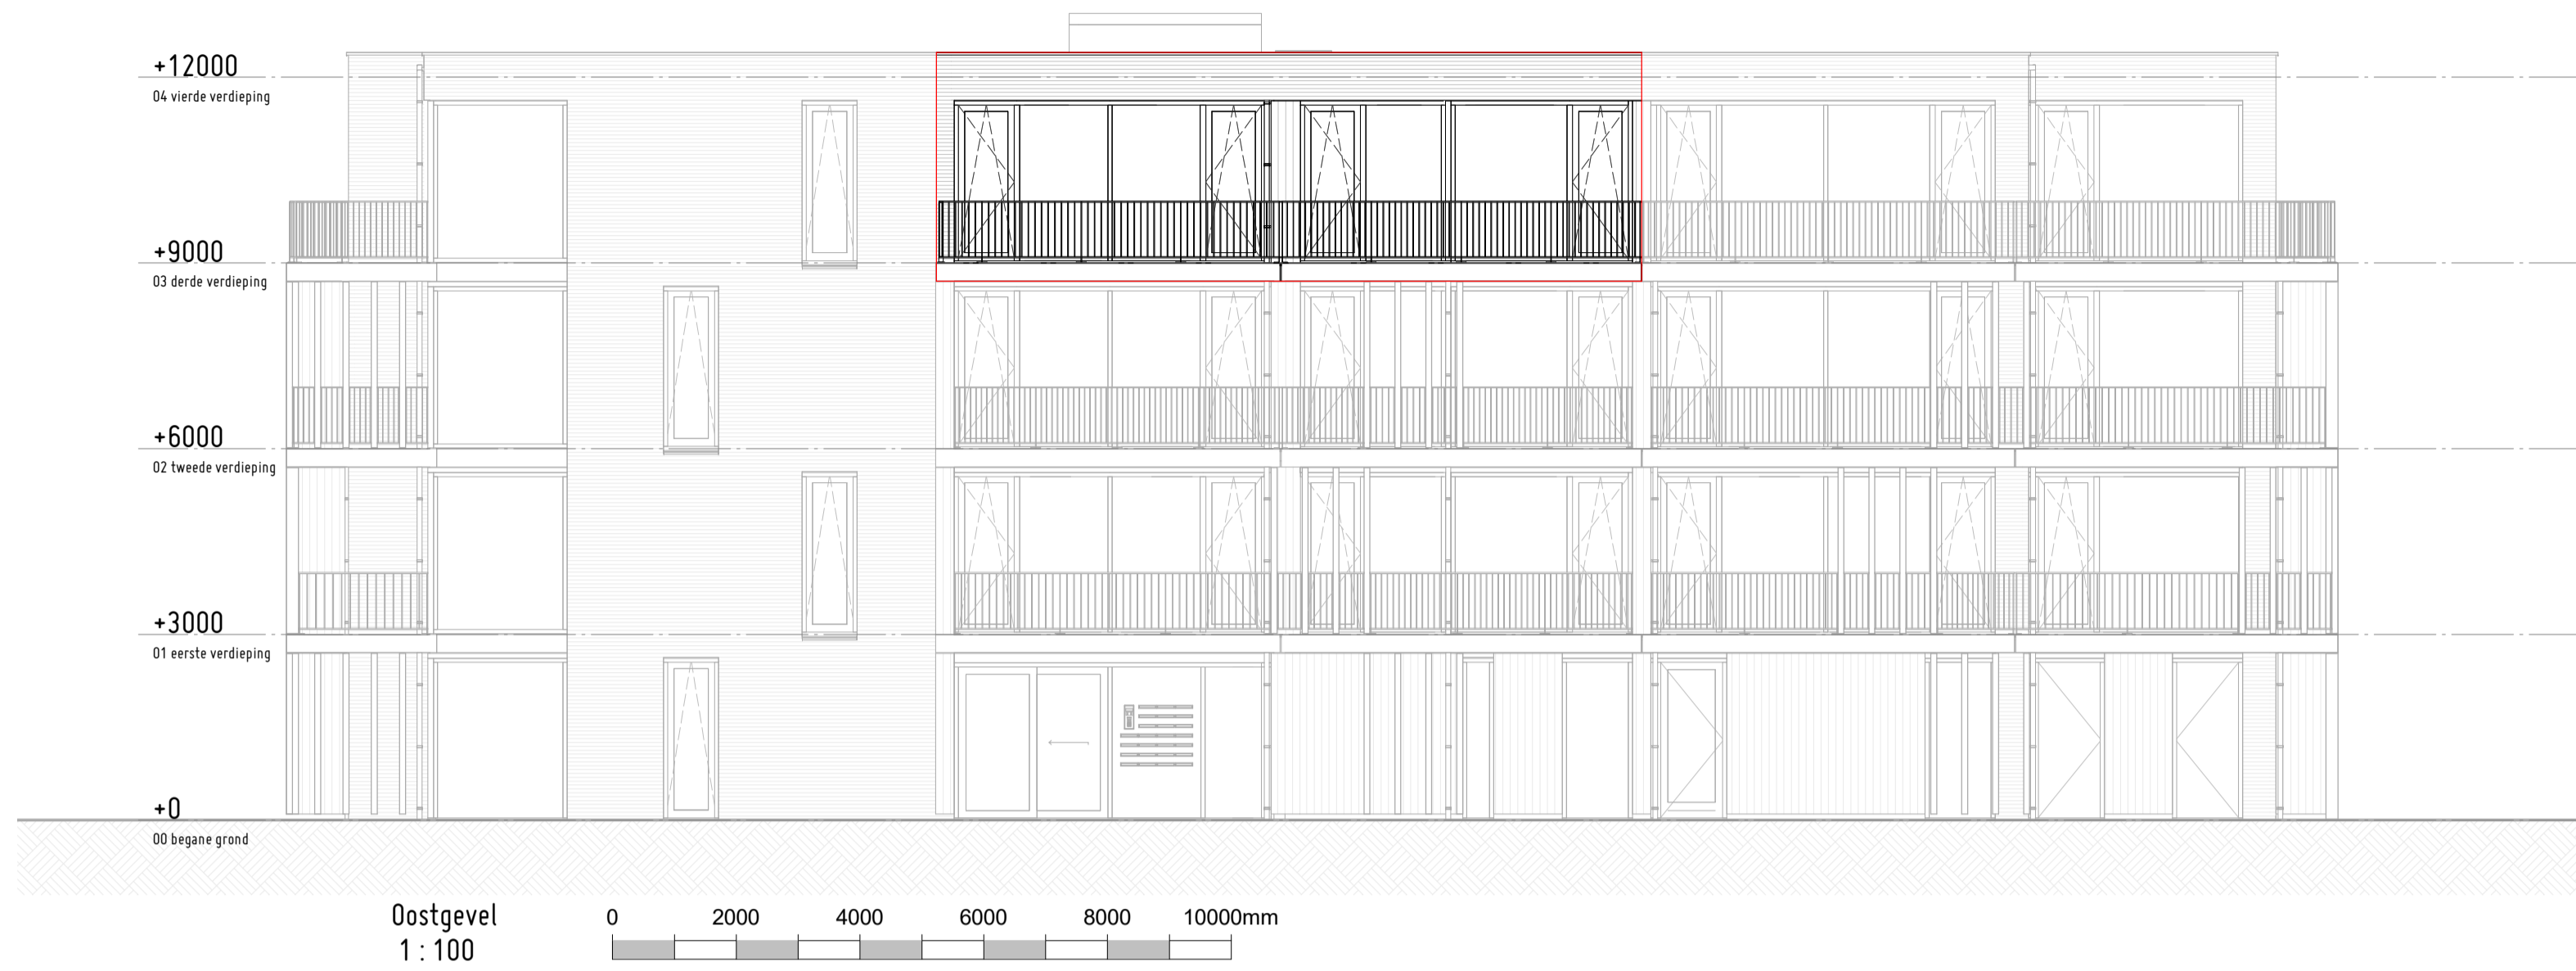 +12000
04 vierde verdieping
+9000
03 derde verdieping
+6000
02 tweede verdieping
+3000
01 eerste verdieping
+0
00 begane grond
Oostgevel
1 : 100
0 2000 4000 6000 8000 10000mm